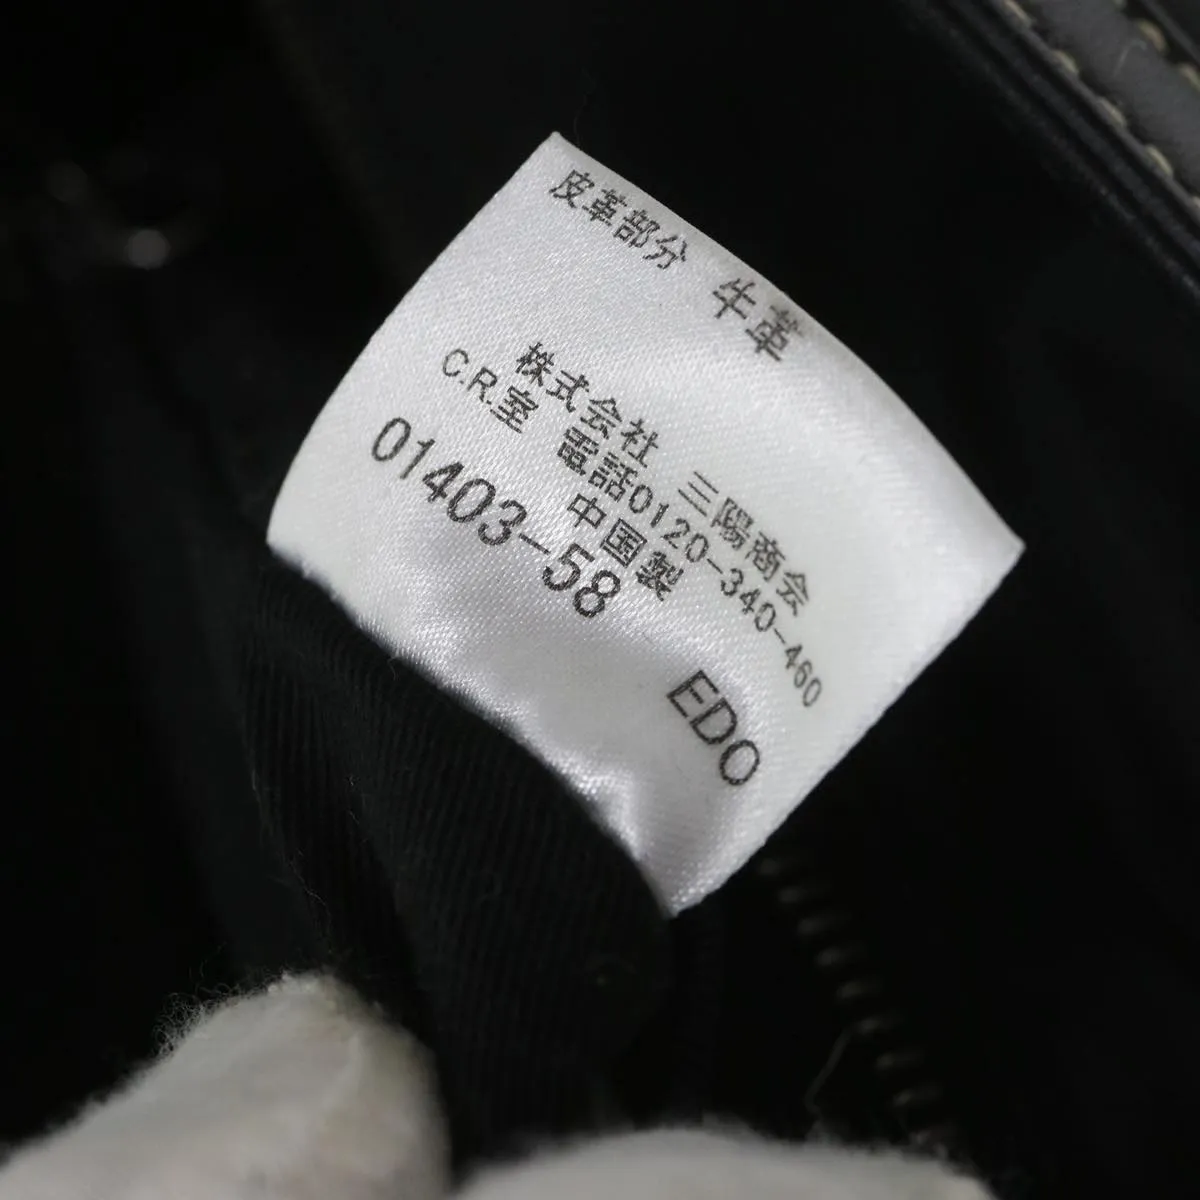 皮革部分 牛革
株式会社 三陽商会
C.R.室 電話0120-340-460
中国製
01403-58 EDO